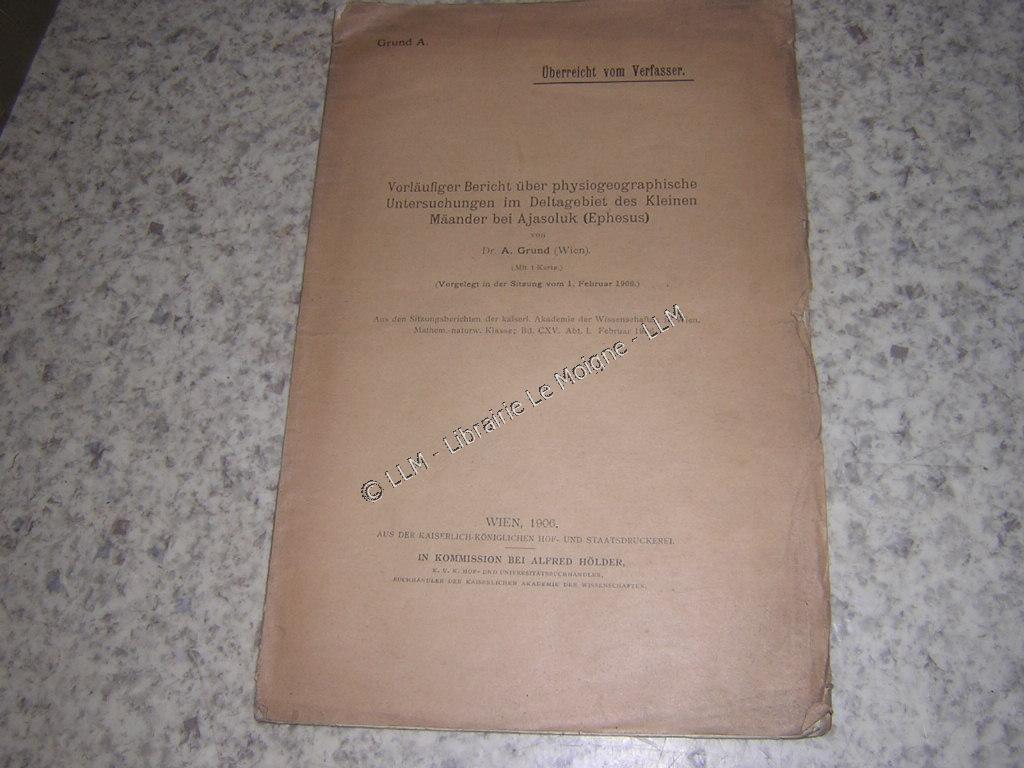 Grund A.
Überreicht vom Verfasser.
Vorläufiger Bericht über physiogeographische
Untersuchungen im Deltagebiet des Kleinen
Mäander bei Ajasoluk (Ephesus)
von
Dr. A. Grund (Wien).
(Mit 1 Karte.)
(Vorgelegt in der Sitzung vom 1. Februar 1906.)
Aus den Sitzungsberichten der kaiserl. Akademie der Wien.
Mathem.-naturw. Klasse; Bd. CXV. Abt. I. Februar
© LLM - Librairie Le Moigne - LLM
WIEN, 1906.
AUS DER KAISERLICH-KÖNIGLICHEN HOF- UND STAATSDRUCKEREI.
IN KOMMISSION BEI ALFRED HÖLDER,
K. U. K. HOF- UND UNIVERSITÄTSBUCHHÄNDLER,
BUCHHÄNDLER DER KAISERLICHEN AKADEMIE DER WISSENSCHAFTEN.